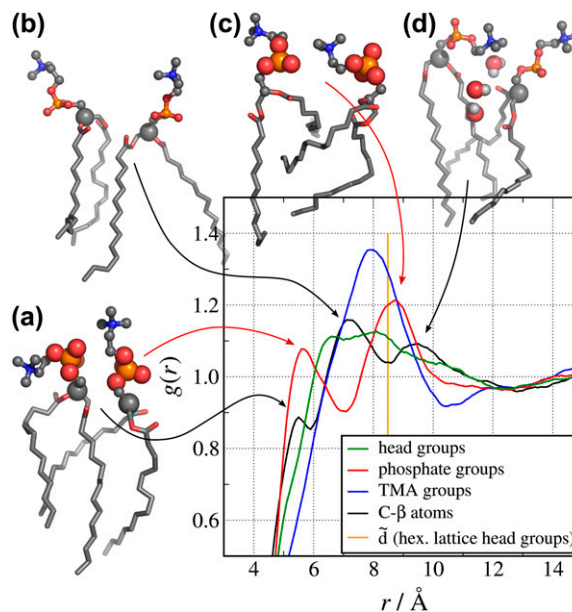 (b)
(c)
(d)
(a)
1.4
1.2
1.0
0.8
0.6
g(r)
head groups
phosphate groups
TMA groups
C-β atoms
d̃ (hex. lattice head groups)
4 6 8 10 12 14
r / Å